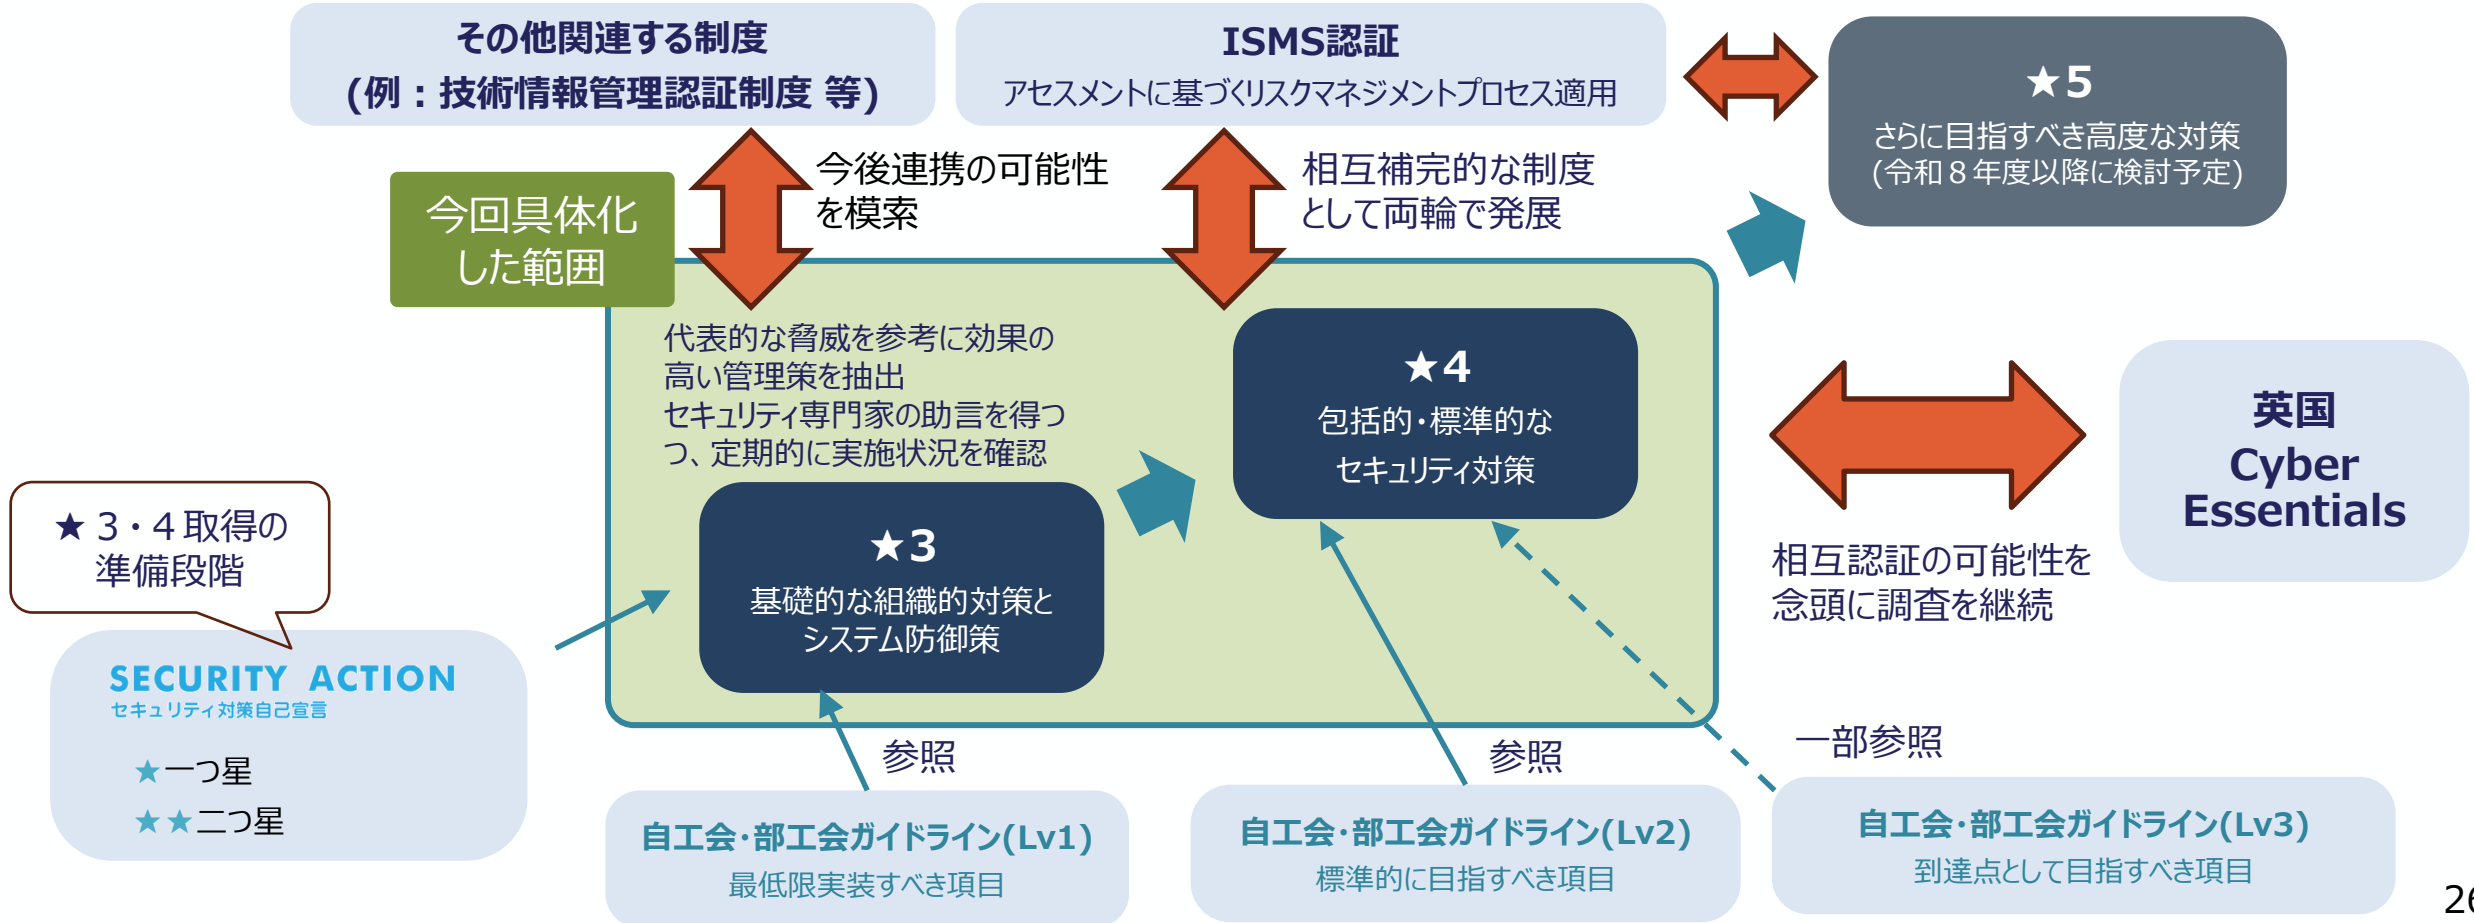 その他関連する制度
(例：技術情報管理認証制度 等)
ISMS認証
アセスメントに基づくリスクマネジメントプロセス適用
★5
さらに目指すべき高度な対策
(令和８年度以降に検討予定)
今後連携の可能性
を模索
相互補完的な制度
として両輪で発展
今回具体化
した範囲
代表的な脅威を参考に効果の
高い管理策を抽出
セキュリティ専門家の助言を得つ
つ、定期的に実施状況を確認
★4
包括的・標準的な
セキュリティ対策
英国
Cyber
Essentials
★３・４取得の
準備段階
★3
基礎的な組織的対策と
システム防御策
相互認証の可能性を
念頭に調査を継続
SECURITY ACTION
セキュリティ対策自己宣言
★一つ星
★★二つ星
参照
参照
一部参照
自工会・部工会ガイドライン(Lv1)
最低限実装すべき項目
自工会・部工会ガイドライン(Lv2)
標準的に目指すべき項目
自工会・部工会ガイドライン(Lv3)
到達点として目指すべき項目
26